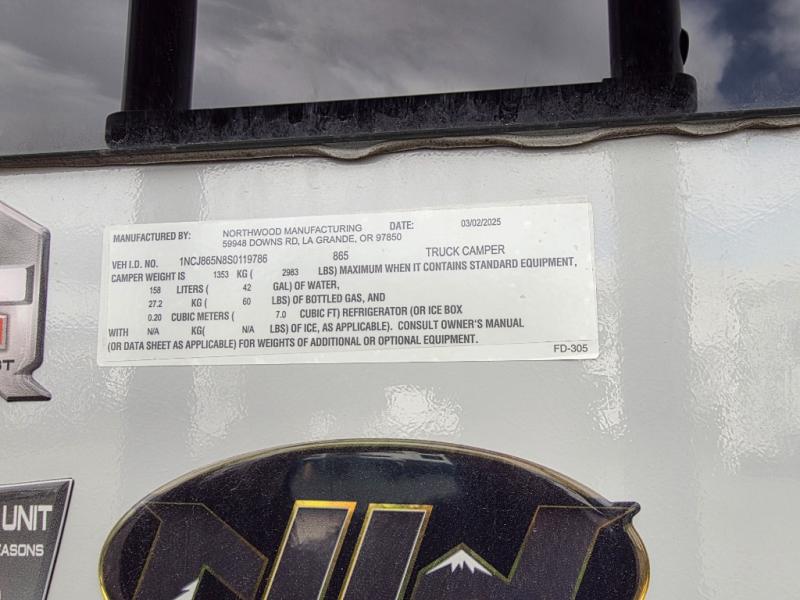 MANUFACTURED BY: NORTHWOOD MANUFACTURING DATE: 03/02/2025
59948 DOWNS RD, LA GRANDE, OR 97850
VEH I.D. NO. 1NCJ865N8S0119786 865 TRUCK CAMPER
CAMPER WEIGHT IS 1353 KG ( 2983 LBS) MAXIMUM WHEN IT CONTAINS STANDARD EQUIPMENT,
158 LITERS ( 42 GAL) OF WATER,
27.2 KG ( 60 LBS) OF BOTTLED GAS, AND
0.20 CUBIC METERS ( 7.0 CUBIC FT) REFRIGERATOR (OR ICE BOX
WITH N/A KG( N/A LBS) OF ICE, AS APPLICABLE). CONSULT OWNER'S MANUAL
(OR DATA SHEET AS APPLICABLE) FOR WEIGHTS OF ADDITIONAL OR OPTIONAL EQUIPMENT.
FD-305
UNIT